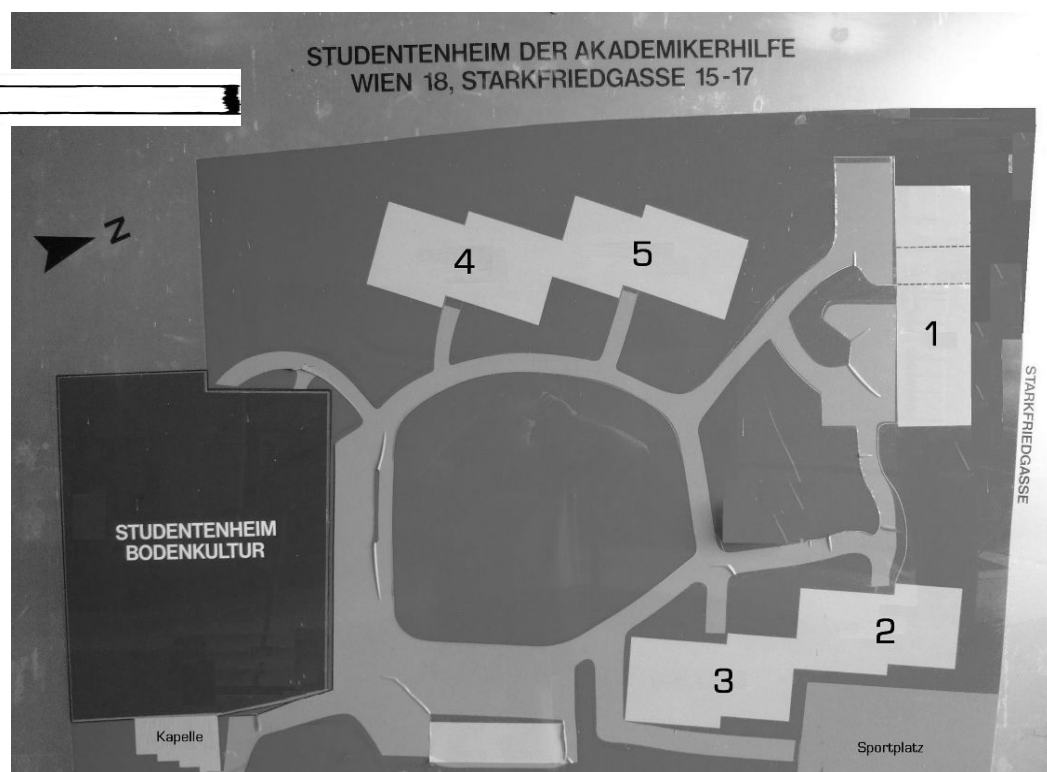 STUDENTENHEIM DER AKADEMIKERHILFE
WIEN 18, STARKFRIEDGASSE 15-17
N
4
5
1
STARKFRIEDGASSE
STUDENTENHEIM
BODENKULTUR
2
3
Kapelle
Sportplatz